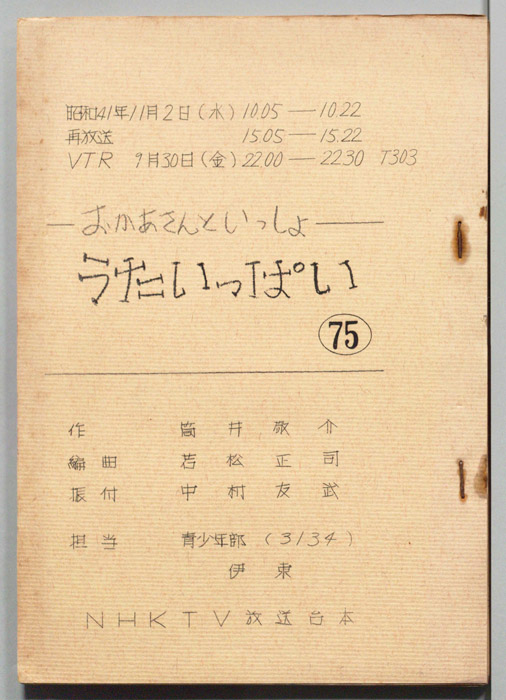 昭和41年11月2日(水)10.05―10.22
再放送 15.05―15.22
VTR 9月30日(金)22.00―22.30 T303
―おかあさんといっしょ―
うたいっぱい
75
作 筒井敬介
編曲 若松正司
振付 中村友武
担当 青少年部(3134)
伊東
NHKTV放送台本